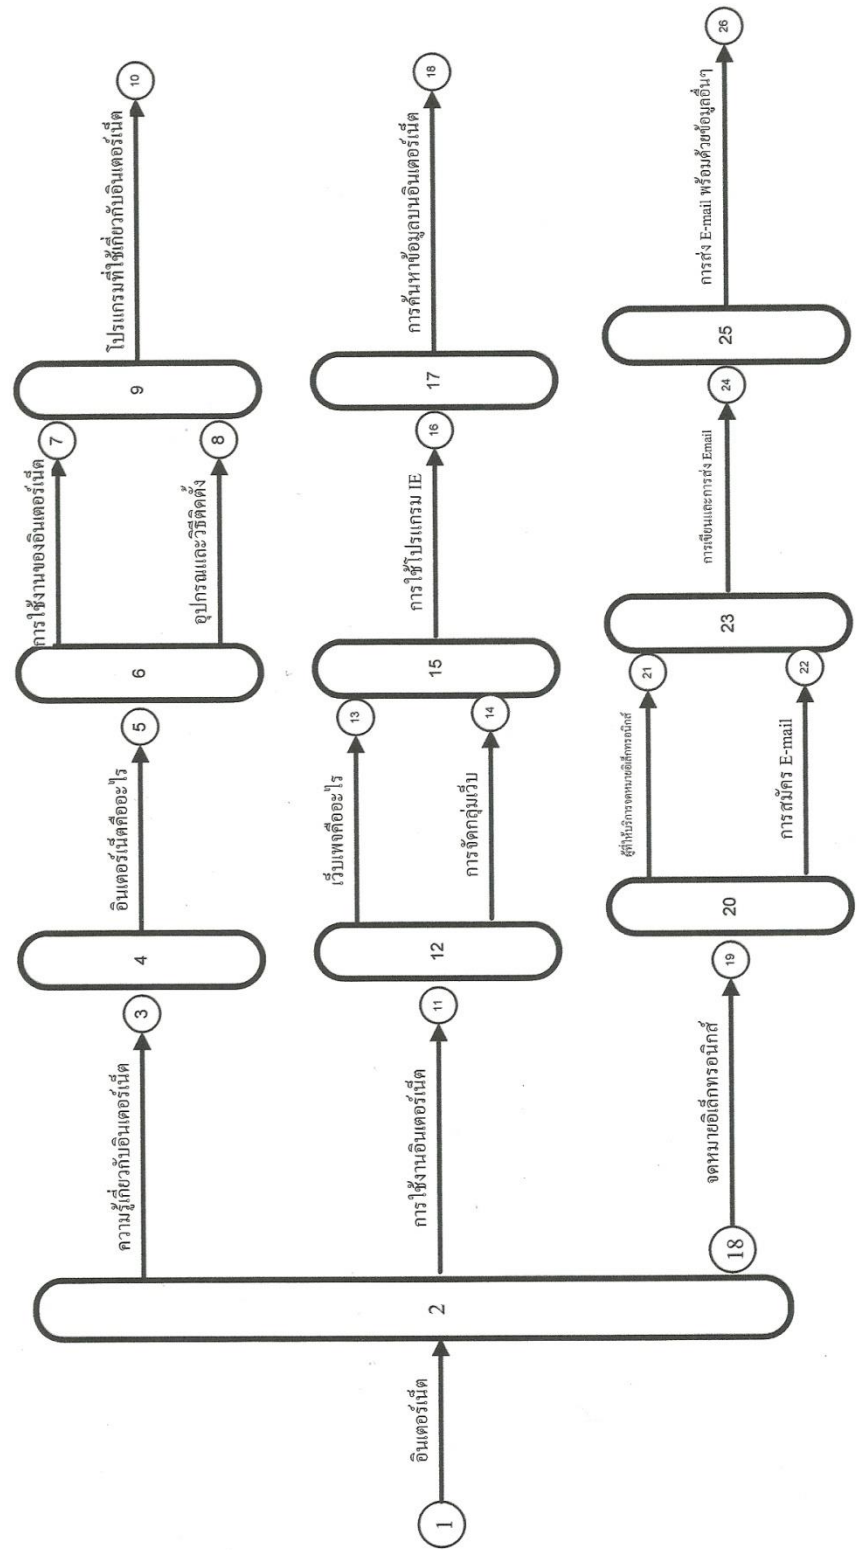 1
อินเตอร์เน็ต
2
ความรู้เกี่ยวกับอินเตอร์เน็ต
3
4
อินเตอร์เน็ตคืออะไร
5
6
การใช้งานของอินเตอร์เน็ต
7
อุปกรณและวิธีติดตั้ง
8
9
โปรแกรมที่ใช้เกี่ยวกับอินเตอร์เน็ต
10
การใช้งานอินเตอร์เน็ต
11
12
เว็บเพจคืออะไร
13
การจัดกลุ่มเว็บ
14
15
การใช้โปรแกรม IE
16
17
การค้นหาข้อมูลบนอินเตอร์เน็ต
18
18
จดหมายอิเล็กทรอนิกส์
19
20
ผู้ที่ให้บริการจดหมายอิเล็กทรอนิกส์
21
การสมัคร E-mail
22
23
การเขียนและการส่ง Email
24
25
การส่ง E-mail พร้อมด้วยข้อมูลอื่นๆ
26